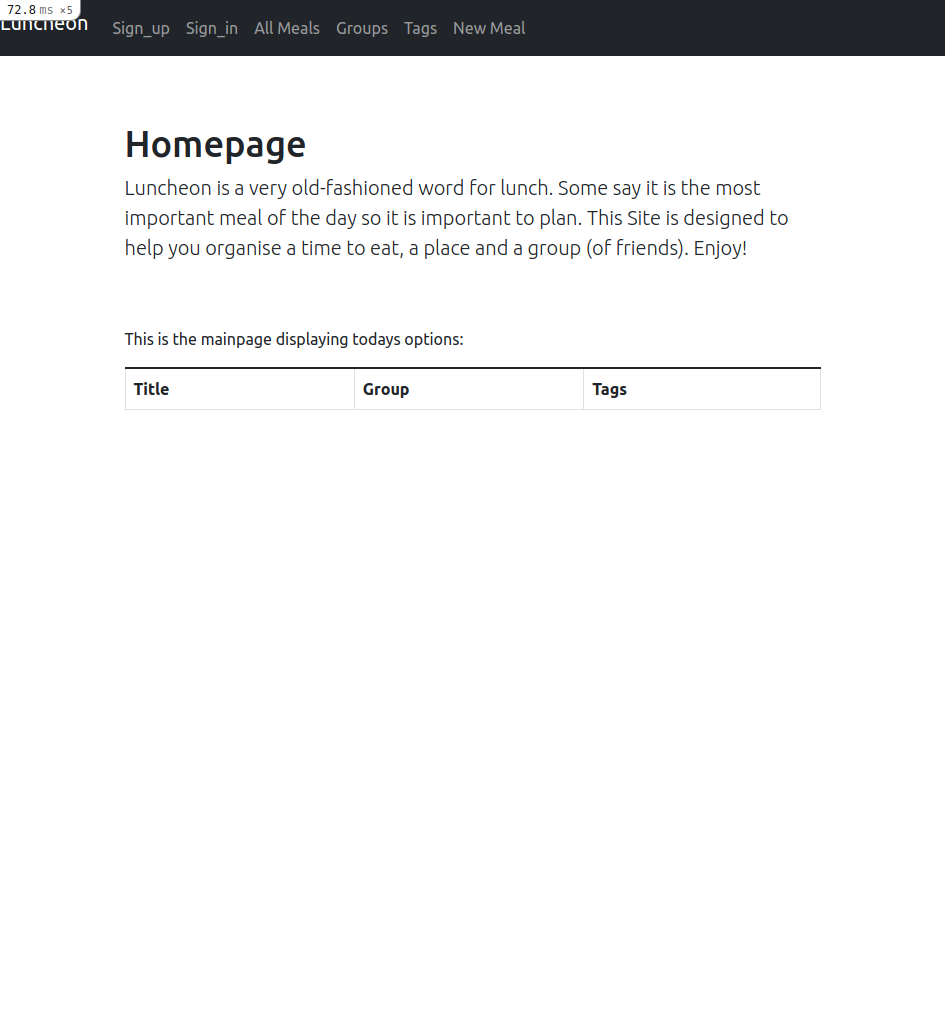 72.8 ms ×5
Luncheon Sign_up Sign_in All Meals Groups Tags New Meal
Homepage
Luncheon is a very old-fashioned word for lunch. Some say it is the most
important meal of the day so it is important to plan. This Site is designed to
help you organise a time to eat, a place and a group (of friends). Enjoy!
This is the mainpage displaying todays options:
Title Group Tags